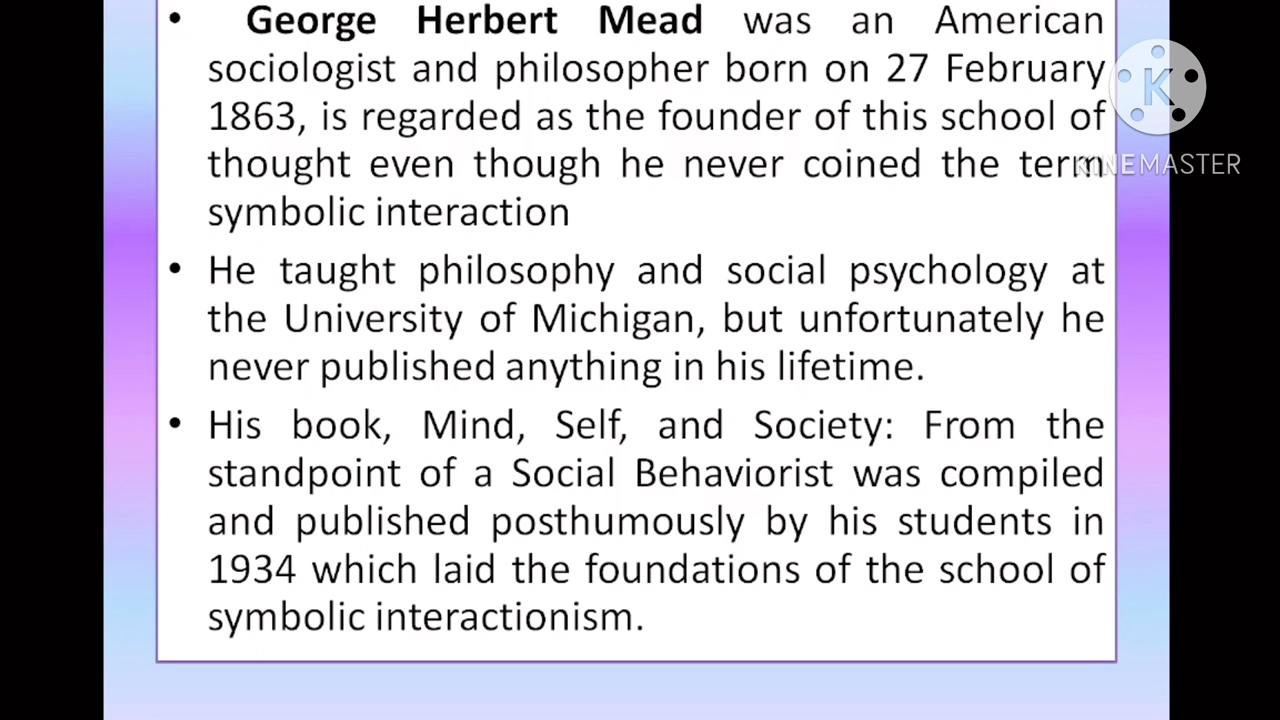 • George Herbert Mead was an American
sociologist and philosopher born on 27 February
1863, is regarded as the founder of this school of
thought even though he never coined the term
symbolic interaction
• He taught philosophy and social psychology at
the University of Michigan, but unfortunately he
never published anything in his lifetime.
• His book, Mind, Self, and Society: From the
standpoint of a Social Behaviorist was compiled
and published posthumously by his students in
1934 which laid the foundations of the school of
symbolic interactionism.
K
KINEMASTER